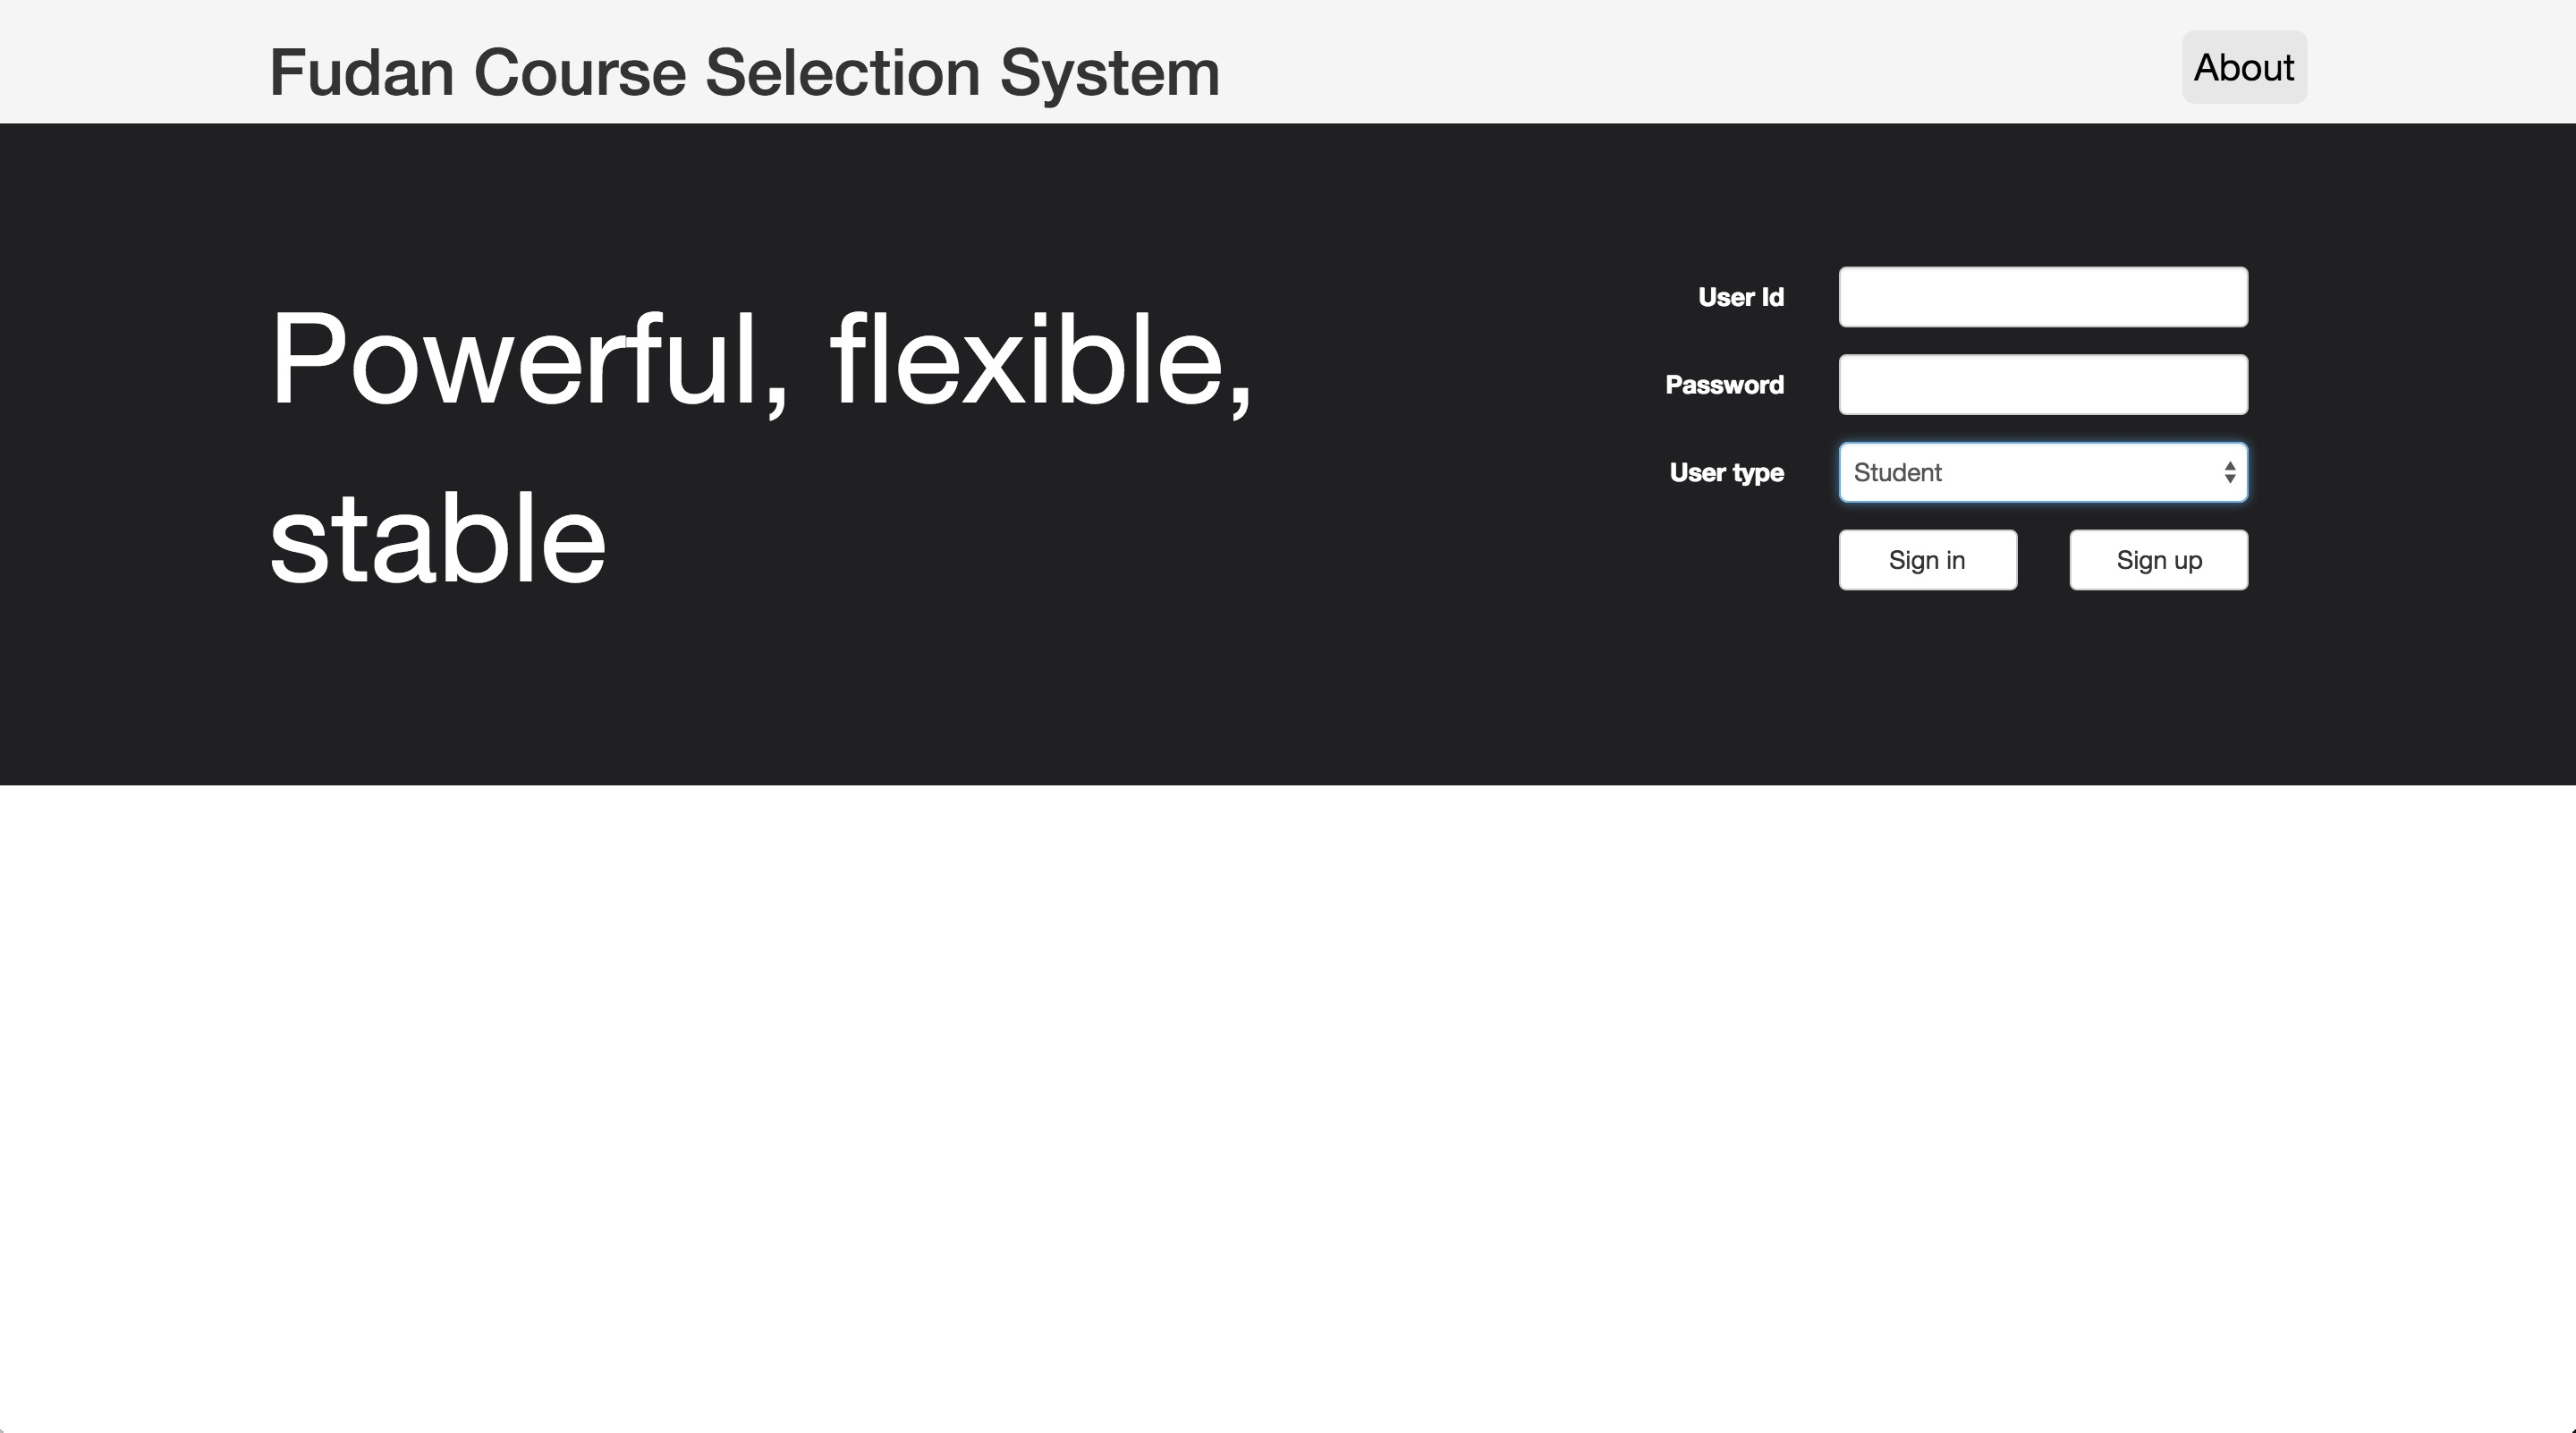 Fudan Course Selection System
About
Powerful, flexible,
stable
User Id
Password
User type
Student
Sign in
Sign up